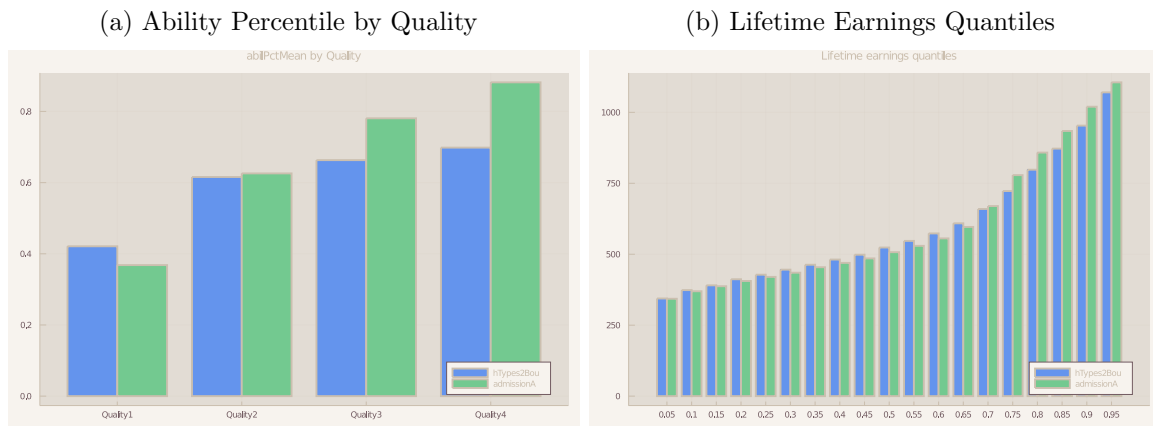 (a) Ability Percentile by Quality
abilPctMean by Quality
0.8
0.6
0.4
0.2
0.0
Quality1 Quality2 Quality3 Quality4
hTypes2Bou
admissionA
(b) Lifetime Earnings Quantiles
Lifetime earnings quantiles
1000
750
500
250
0
0.05 0.1 0.15 0.2 0.25 0.3 0.35 0.4 0.45 0.5 0.55 0.6 0.65 0.7 0.75 0.8 0.85 0.9 0.95
hTypes2Bou
admissionA